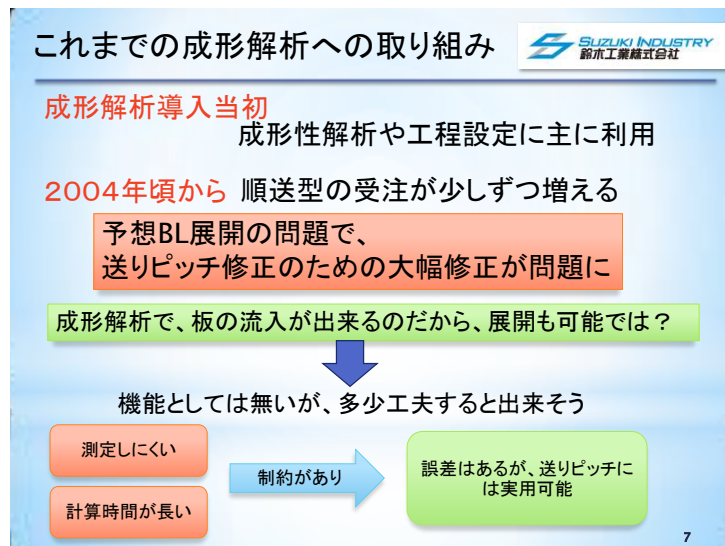 これまでの成形解析への取り組み
SUZUKI INDUSTRY
鈴木工業株式会社
成形解析導入当初
成形性解析や工程設定に主に利用
2004年頃から 順送型の受注が少しずつ増える
予想BL展開の問題で、
送りピッチ修正のための大幅修正が問題に
成形解析で、板の流入が出来るのだから、展開も可能では？
機能としては無いが、多少工夫すると出来そう
測定しにくい
計算時間が長い
制約があり
誤差はあるが、送りピッチに
は実用可能
7